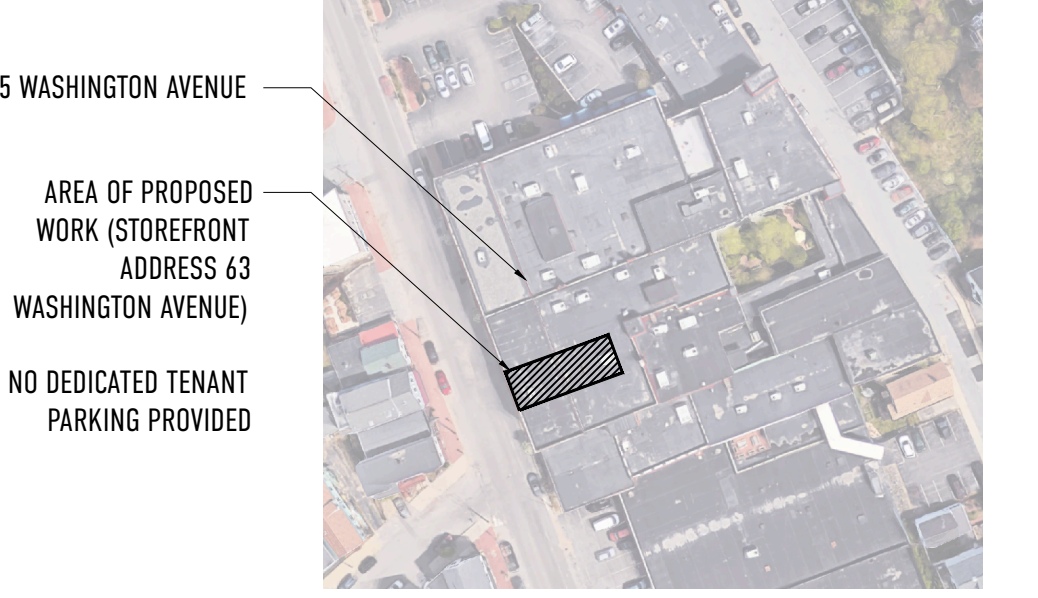 5 WASHINGTON AVENUE
AREA OF PROPOSED
WORK (STOREFRONT
ADDRESS 63
WASHINGTON AVENUE)
NO DEDICATED TENANT
PARKING PROVIDED